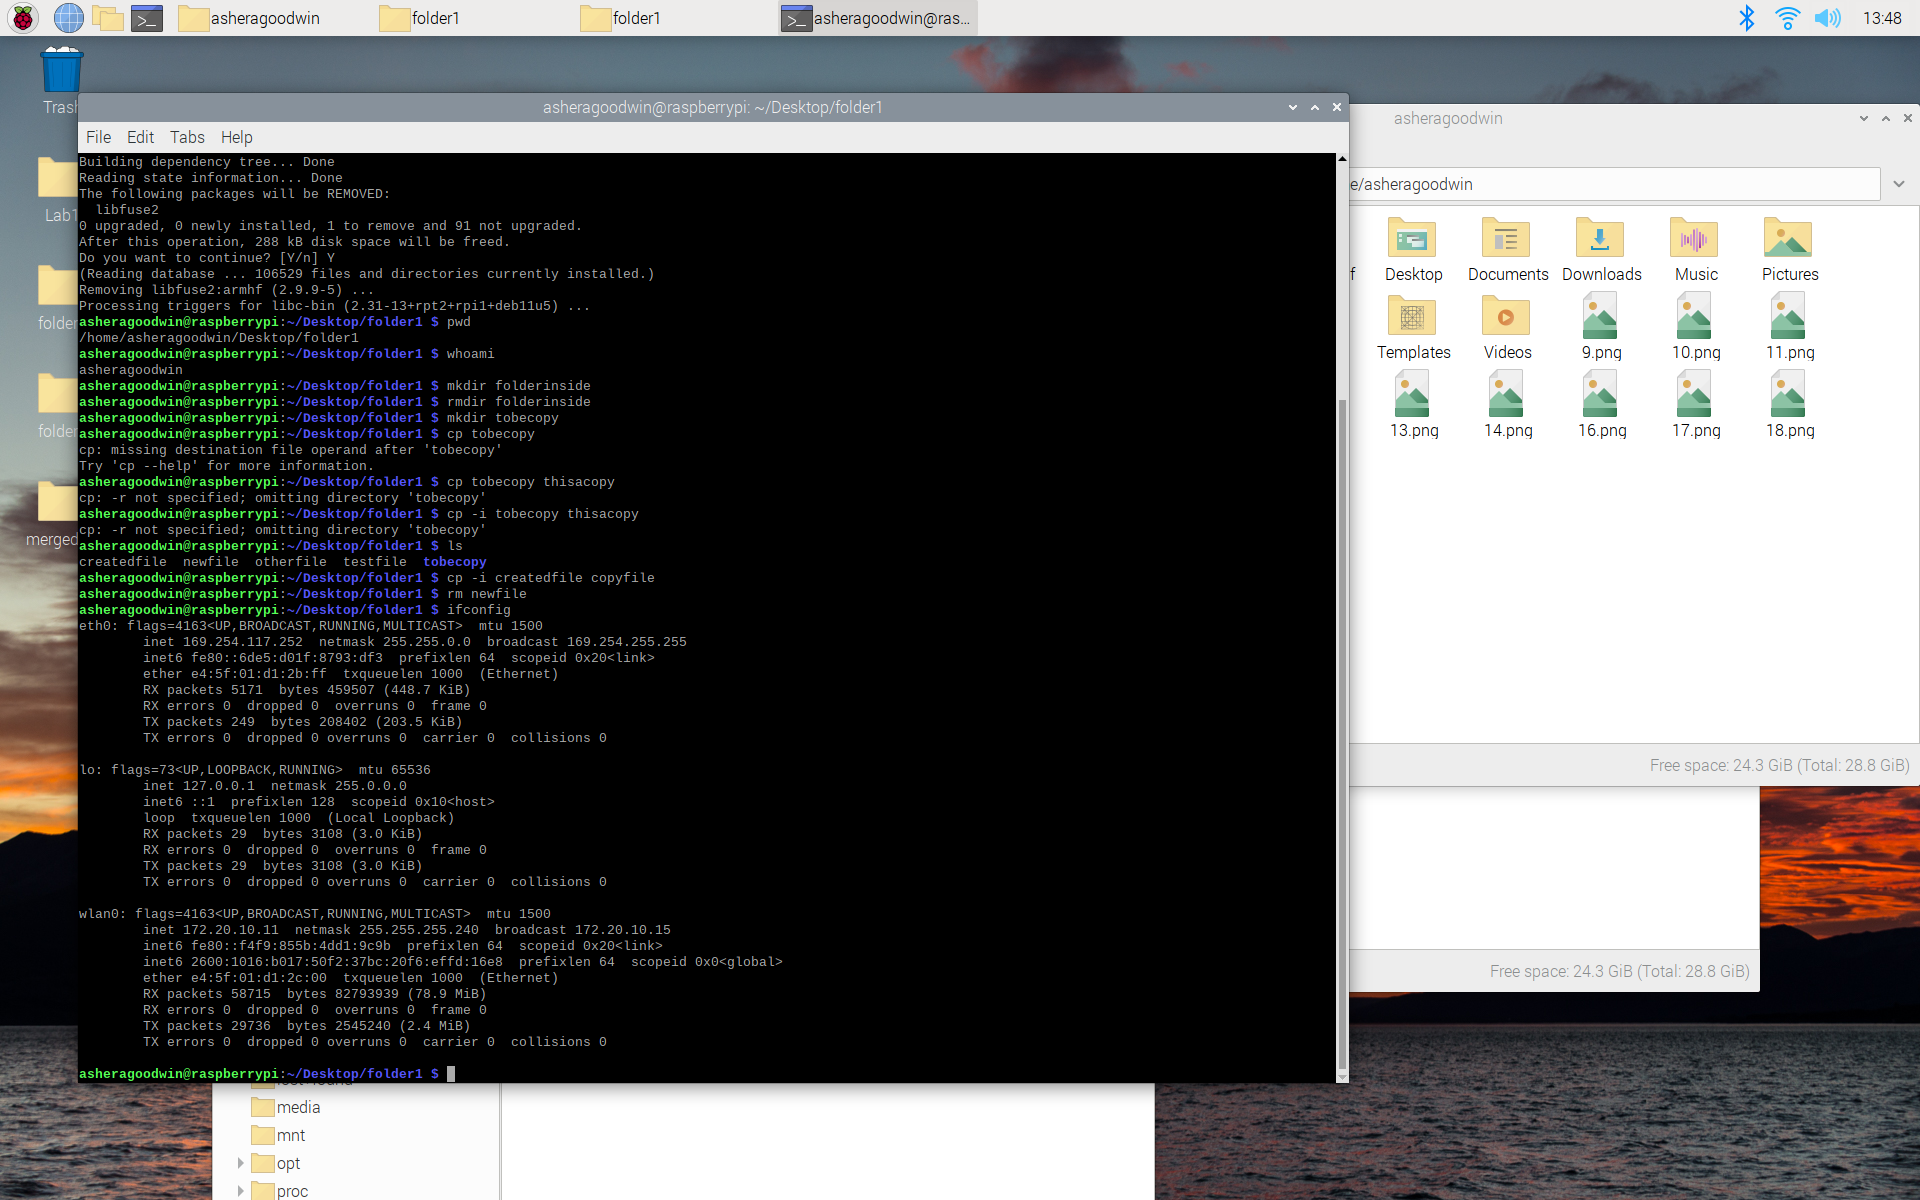 asheragoodwin
folder1
folder1
asheragoodwin@ras...
13:48
Trash
Lab1
folder
folder
merged
asheragoodwin@raspberrypi: ~/Desktop/folder1
File Edit Tabs Help
Building dependency tree... Done
Reading state information... Done
The following packages will be REMOVED:
  libfuse2
0 upgraded, 0 newly installed, 1 to remove and 91 not upgraded.
After this operation, 288 kB disk space will be freed.
Do you want to continue? [Y/n] Y
(Reading database ... 106529 files and directories currently installed.)
Removing libfuse2:armhf (2.9.9-5) ...
Processing triggers for libc-bin (2.31-13+rpt2+rpi1+deb11u5) ...
asheragoodwin@raspberrypi:~/Desktop/folder1 $ pwd
/home/asheragoodwin/Desktop/folder1
asheragoodwin@raspberrypi:~/Desktop/folder1 $ whoami
asheragoodwin
asheragoodwin@raspberrypi:~/Desktop/folder1 $ mkdir folderinside
asheragoodwin@raspberrypi:~/Desktop/folder1 $ rmdir folderinside
asheragoodwin@raspberrypi:~/Desktop/folder1 $ mkdir tobecopy
asheragoodwin@raspberrypi:~/Desktop/folder1 $ cp tobecopy
cp: missing destination file operand after 'tobecopy'
Try 'cp --help' for more information.
asheragoodwin@raspberrypi:~/Desktop/folder1 $ cp tobecopy thisacopy
cp: -r not specified; omitting directory 'tobecopy'
asheragoodwin@raspberrypi:~/Desktop/folder1 $ cp -i tobecopy thisacopy
cp: -r not specified; omitting directory 'tobecopy'
asheragoodwin@raspberrypi:~/Desktop/folder1 $ ls
createdfile  newfile  otherfile  testfile  tobecopy
asheragoodwin@raspberrypi:~/Desktop/folder1 $ cp -i createdfile copyfile
asheragoodwin@raspberrypi:~/Desktop/folder1 $ rm newfile
asheragoodwin@raspberrypi:~/Desktop/folder1 $ ifconfig
eth0: flags=4163<UP,BROADCAST,RUNNING,MULTICAST>  mtu 1500
        inet 169.254.117.252  netmask 255.255.0.0  broadcast 169.254.255.255
        inet6 fe80::6de5:d01f:8793:df3  prefixlen 64  scopeid 0x20<link>
        ether e4:5f:01:d1:2b:ff  txqueuelen 1000  (Ethernet)
        RX packets 5171  bytes 459507 (448.7 KiB)
        RX errors 0  dropped 0  overruns 0  frame 0
        TX packets 249  bytes 208402 (203.5 KiB)
        TX errors 0  dropped 0 overruns 0  carrier 0  collisions 0
lo: flags=73<UP,LOOPBACK,RUNNING>  mtu 65536
        inet 127.0.0.1  netmask 255.0.0.0
        inet6 ::1  prefixlen 128  scopeid 0x10<host>
        loop  txqueuelen 1000  (Local Loopback)
        RX packets 29  bytes 3108 (3.0 KiB)
        RX errors 0  dropped 0  overruns 0  frame 0
        TX packets 29  bytes 3108 (3.0 KiB)
        TX errors 0  dropped 0 overruns 0  carrier 0  collisions 0
wlan0: flags=4163<UP,BROADCAST,RUNNING,MULTICAST>  mtu 1500
        inet 172.20.10.11  netmask 255.255.255.240  broadcast 172.20.10.15
        inet6 fe80::f4f9:855b:4dd1:9c9b  prefixlen 64  scopeid 0x20<link>
        inet6 2600:1016:b017:50f2:37bc:20f6:effd:16e8  prefixlen 64  scopeid 0x0<global>
        ether e4:5f:01:d1:2c:00  txqueuelen 1000  (Ethernet)
        RX packets 58715  bytes 82793939 (78.9 MiB)
        RX errors 0  dropped 0  overruns 0  frame 0
        TX packets 29736  bytes 2545240 (2.4 MiB)
        TX errors 0  dropped 0 overruns 0  carrier 0  collisions 0
asheragoodwin@raspberrypi:~/Desktop/folder1 $
asheragoodwin
e/asheragoodwin
f Desktop Documents Downloads Music Pictures
Templates Videos 9.png 10.png 11.png
13.png 14.png 16.png 17.png 18.png
Free space: 24.3 GiB (Total: 28.8 GiB)
Free space: 24.3 GiB (Total: 28.8 GiB)
media
mnt
opt
proc